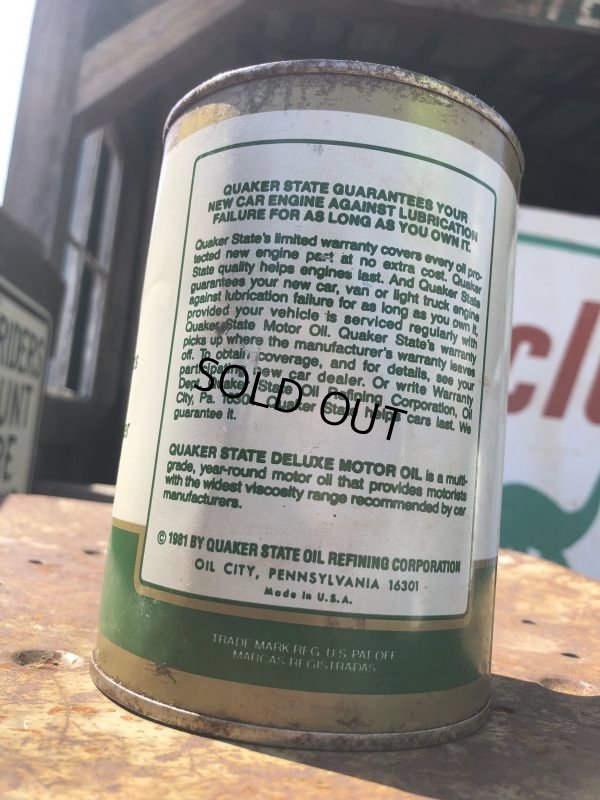 QUAKER STATE GUARANTEES YOUR
NEW CAR ENGINE AGAINST LUBRICATION
FAILURE FOR AS LONG AS YOU OWN IT.
Quaker State's limited warranty covers every oil pro-
tected new engine part at no extra cost. Quaker
State quality helps engines last. And Quaker State
guarantees your new car, van or light truck engine
against lubrication failure for as long as you own it,
provided your vehicle is serviced regularly with
Quaker State Motor Oil. Quaker State's warranty
picks up where the manufacturer's warranty leaves
off. To obtain coverage, and for details, see your
new car dealer. Or write Warranty
Dept. Quaker State Oil Refining Corporation, Oil
City, Pa. Quaker State cars last. We
guarantee it.
SOLD OUT
QUAKER STATE DELUXE MOTOR OIL is a multi-
grade, year-round motor oil that provides motorists
with the widest viscosity range recommended by car
manufacturers.
© 1981 BY QUAKER STATE OIL REFINING CORPORATION
OIL CITY, PENNSYLVANIA 16301
Made in U.S.A.
TRADE MARK REG. U.S. PAT. OFF.
MARCAS REGISTRADAS
RIDERS
UNT
RE
cl